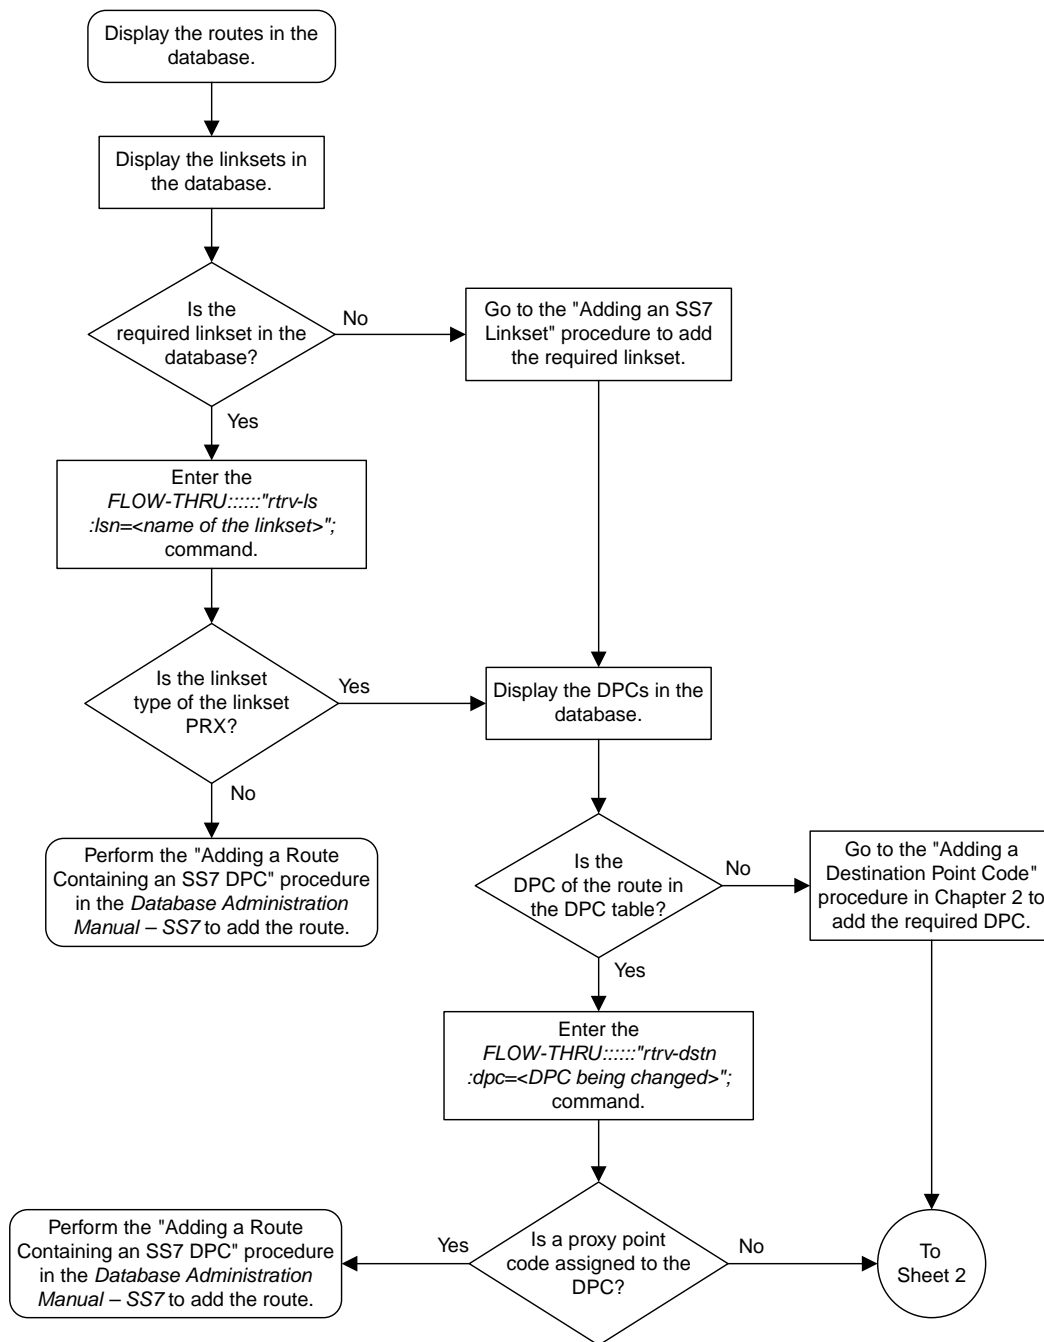 Display the routes in the
database.
Display the linksets in
the database.
Is the
required linkset in the
database?
No
Go to the "Adding an SS7
Linkset" procedure to add
the required linkset.
Yes
Enter the
FLOW-THRU::::::"rtrv-ls
:lsn=<name of the linkset>";
command.
Is the linkset
type of the linkset
PRX?
Yes
Display the DPCs in the
database.
No
Perform the "Adding a Route
Containing an SS7 DPC" procedure
in the Database Administration
Manual – SS7 to add the route.
Is the
DPC of the route in
the DPC table?
No
Go to the "Adding a
Destination Point Code"
procedure in Chapter 2 to
add the required DPC.
Yes
Enter the
FLOW-THRU::::::"rtrv-dstn
:dpc=<DPC being changed>";
command.
Is a proxy point
code assigned to the
DPC?
Yes
Perform the "Adding a Route
Containing an SS7 DPC" procedure
in the Database Administration
Manual – SS7 to add the route.
No
To
Sheet 2